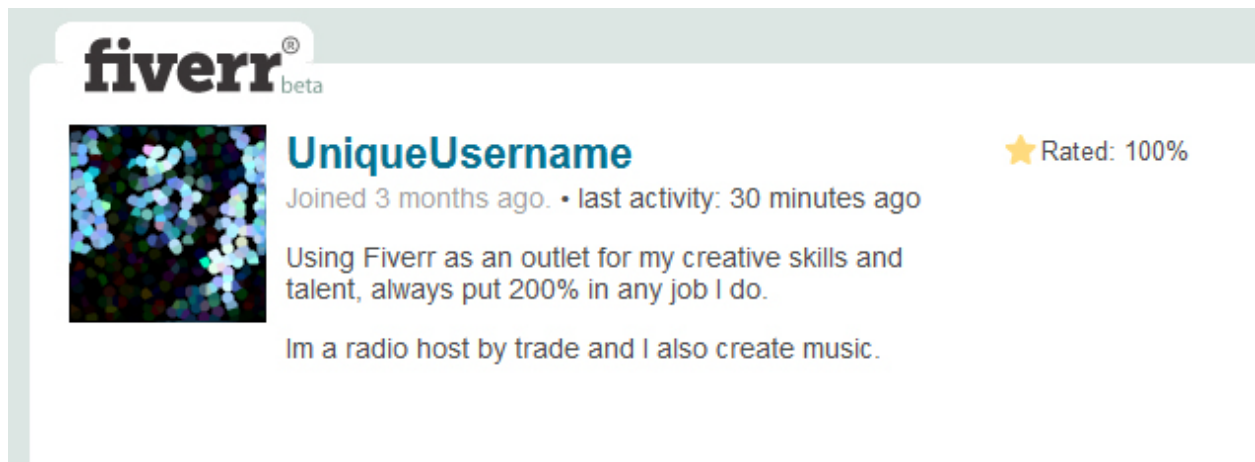 fiverr®
beta
UniqueUsername
Rated: 100%
Joined 3 months ago. • last activity: 30 minutes ago
Using Fiverr as an outlet for my creative skills and
talent, always put 200% in any job I do.
Im a radio host by trade and I also create music.